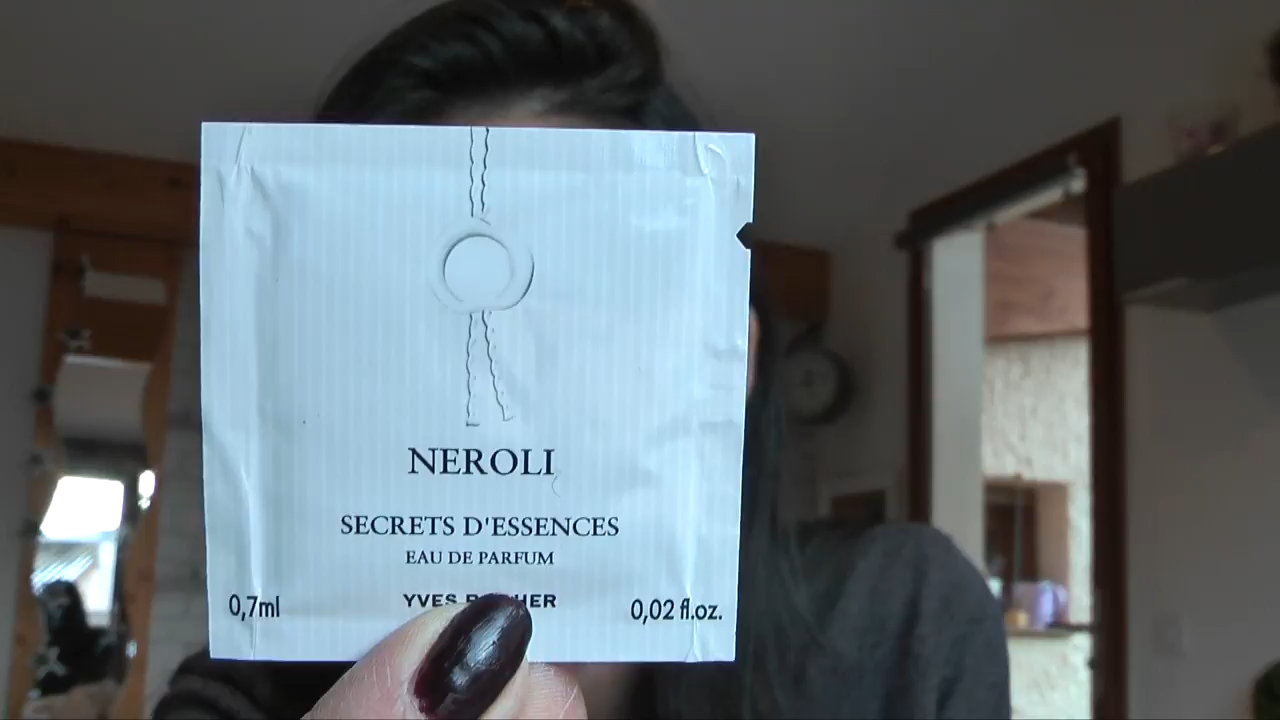 NEROLI
SECRETS D'ESSENCES
EAU DE PARFUM
0,7ml YVES 0,02 fl.oz.